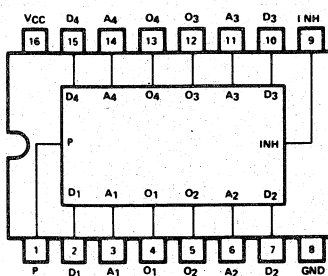 VCC D4 A4 O4 O3 A3 D3 INH
16 15 14 13 12 11 10 9
D4 A4 O4 O3 A3 D3
P INH
D1 A1 O1 O2 A2 D2
1 2 3 4 5 6 7 8
P D1 A1 O1 O2 A2 D2 GND